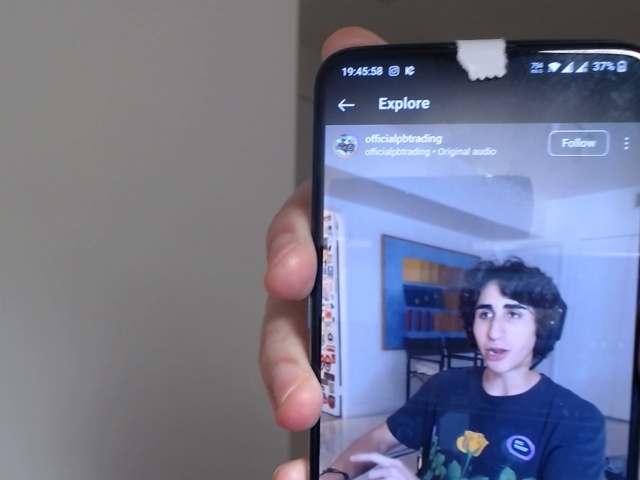 19:45:58
37%
Explore
officialpbtrading
officialpbtrading • Original audio
Follow